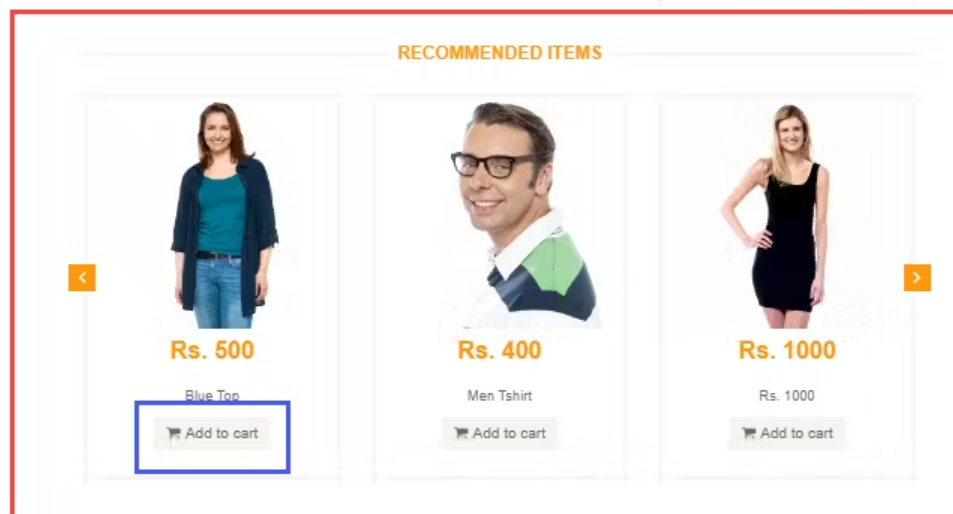 RECOMMENDED ITEMS
Rs. 500
Rs. 400
Rs. 1000
Blue Top
Men Tshirt
Rs. 1000
Add to cart
Add to cart
Add to cart